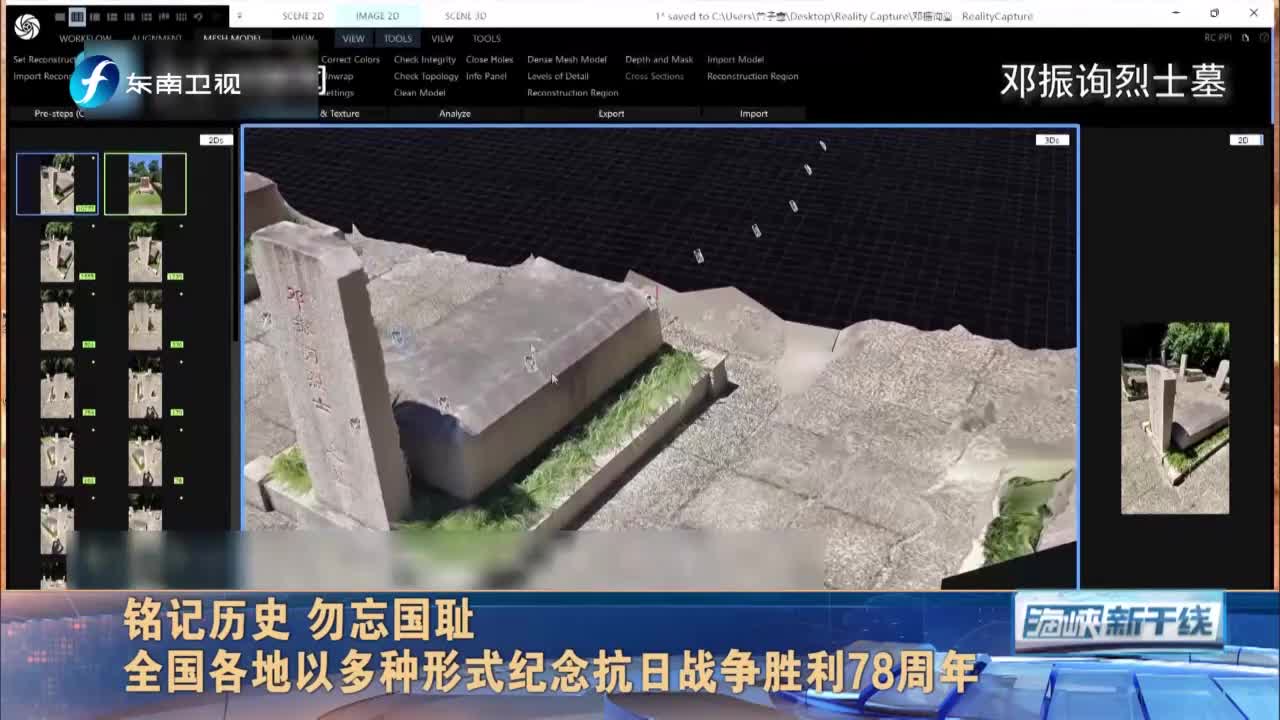 SCENE 2D IMAGE 2D SCENE 3D
RealityCapture
WORKFLOW ALIGNMENT MESH MODEL VIEW VIEW TOOLS VIEW TOOLS
Correct Colors Check Integrity Close Holes Dense Mesh Model Depth and Mask Import Model
Check Topology Info Panel Levels of Detail Cross Sections Reconstruction Region
Clean Model Reconstruction Region
& Texture Analyze Export Import
东南卫视
邓振询烈士墓
2Ds
3Ds
2D
铭记历史 勿忘国耻
全国各地以多种形式纪念抗日战争胜利78周年
海峡新干线